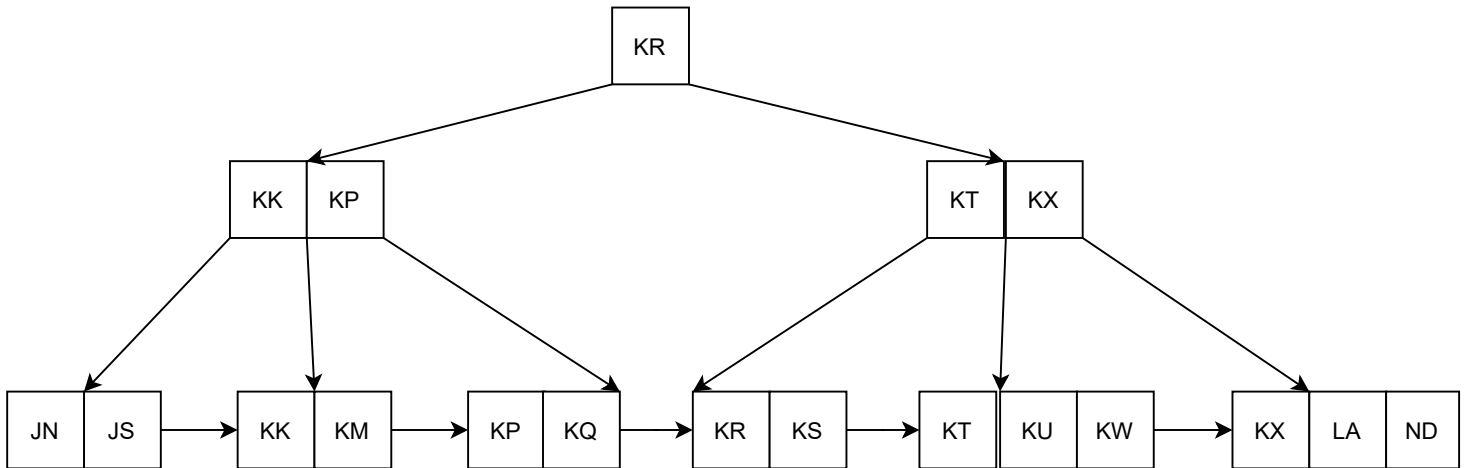 KR
KK KP KT KX
JN JS KK KM KP KQ KR KS KT KU KW KX LA ND